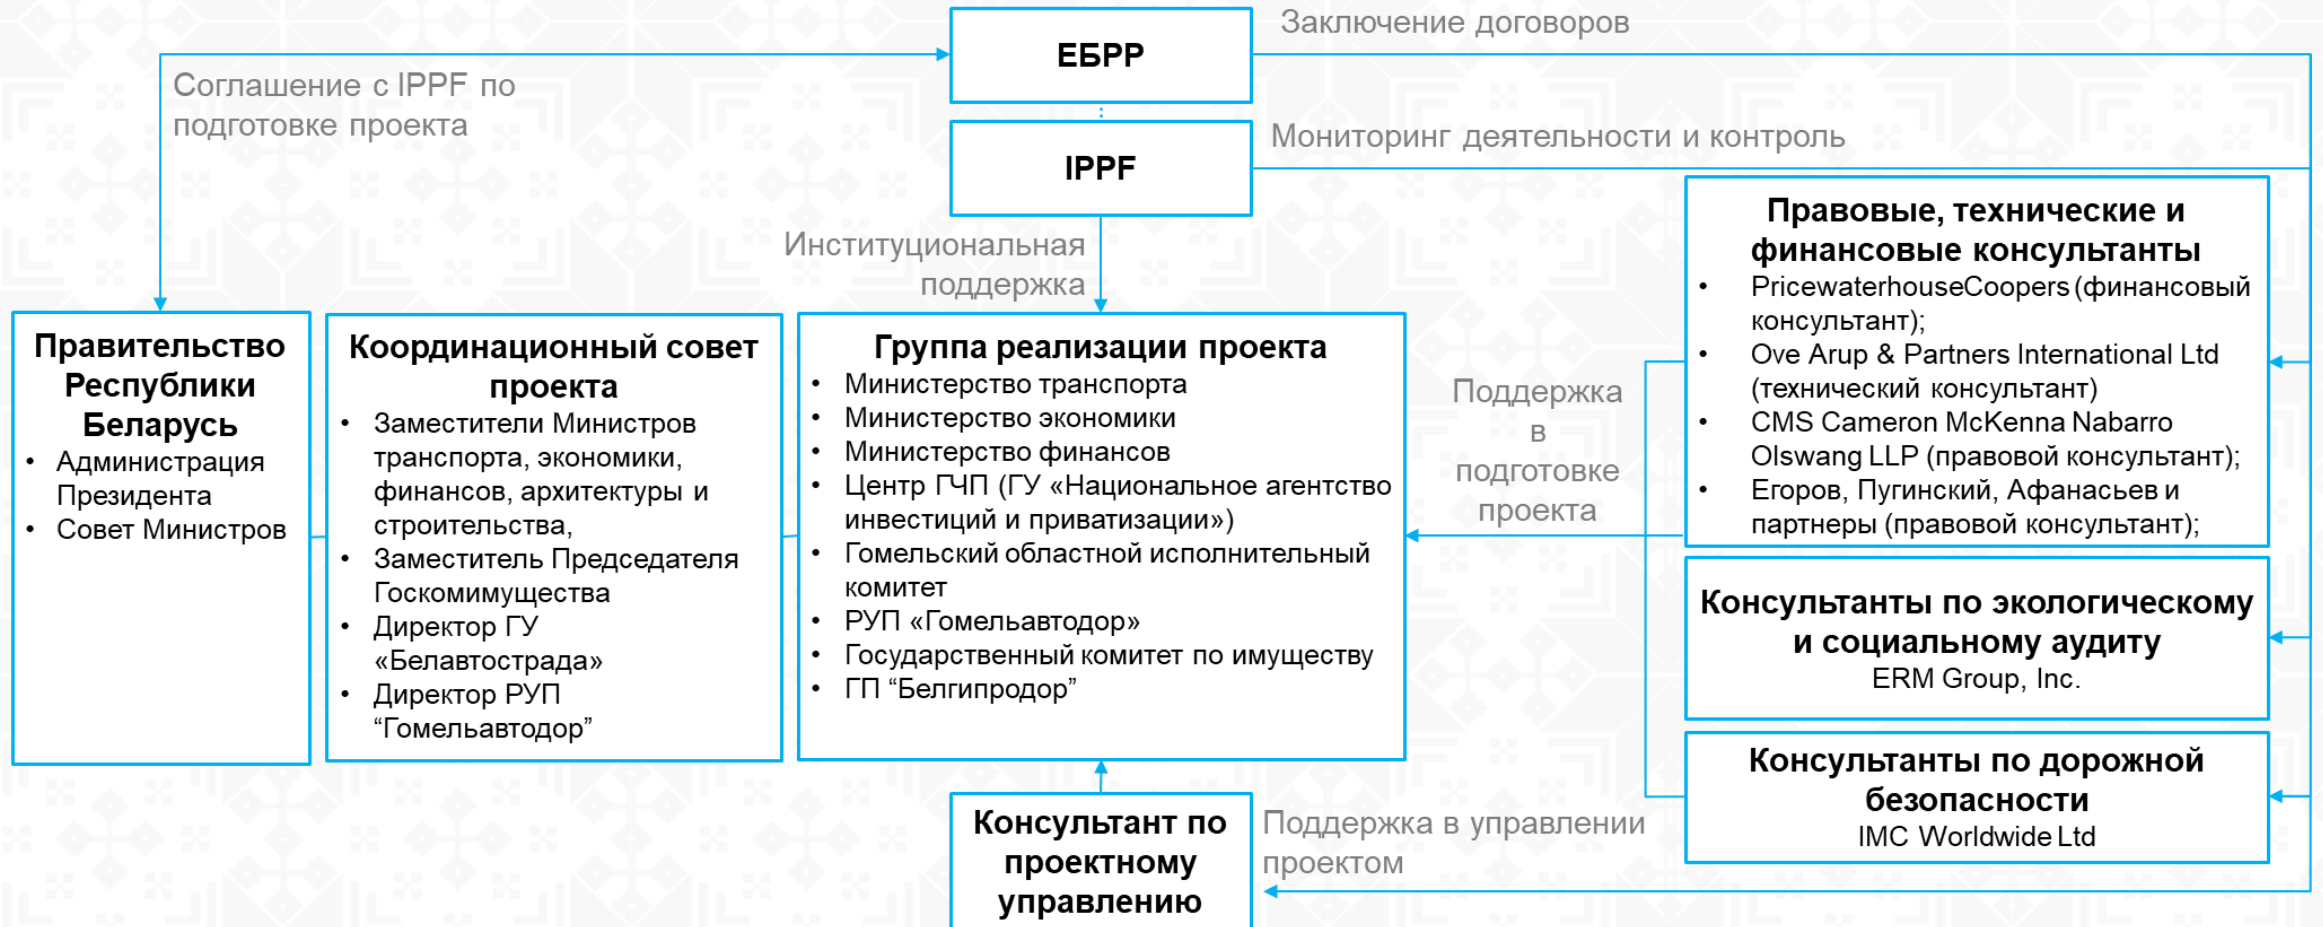 Заключение договоров
ЕБРР
Соглашение с IPPF по
подготовке проекта
Мониторинг деятельности и контроль
IPPF
Институциональная
поддержка
Правительство
Республики
Беларусь
• Администрация
Президента
• Совет Министров
Координационный совет
проекта
• Заместители Министров
транспорта, экономики,
финансов, архитектуры и
строительства,
• Заместитель Председателя
Госкомимущества
• Директор ГУ
«Белавтострада»
• Директор РУП
“Гомельавтодор”
Группа реализации проекта
• Министерство транспорта
• Министерство экономики
• Министерство финансов
• Центр ГЧП (ГУ «Национальное агентство
инвестиций и приватизации»)
• Гомельский областной исполнительный
комитет
• РУП «Гомельавтодор»
• Государственный комитет по имуществу
• ГП “Белгипродор”
Поддержка
в
подготовке
проекта
Правовые, технические и
финансовые консультанты
• PricewaterhouseCoopers (финансовый
консультант);
• Ove Arup & Partners International Ltd
(технический консультант)
• CMS Cameron McKenna Nabarro
Olswang LLP (правовой консультант);
• Егоров, Пугинский, Афанасьев и
партнеры (правовой консультант);
Консультанты по экологическому
и социальному аудиту
ERM Group, Inc.
Консультанты по дорожной
безопасности
IMC Worldwide Ltd
Консультант по
проектному
управлению
Поддержка в управлении
проектом